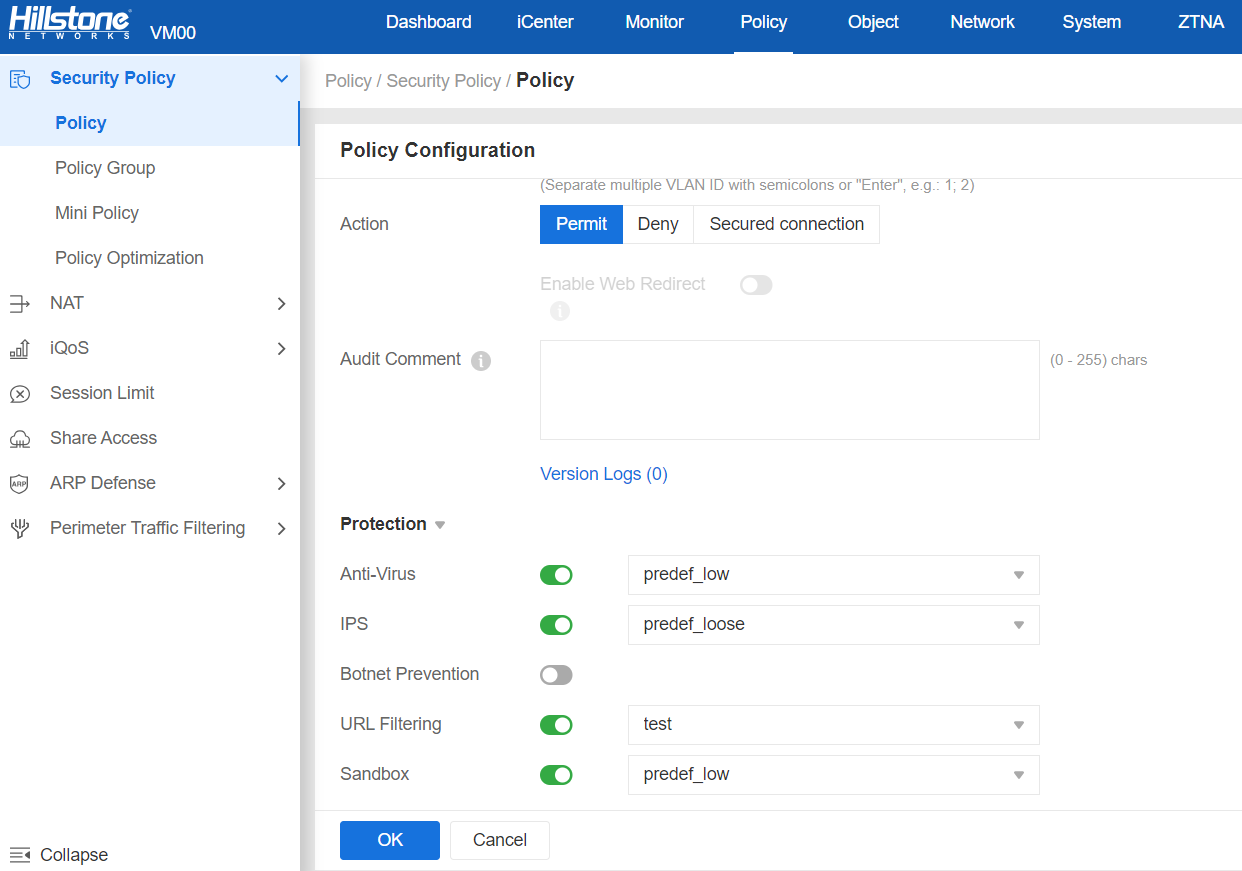 Hillstone
NETWORKS
VM00
Dashboard iCenter Monitor Policy Object Network System ZTNA
Security Policy
Policy
Policy Group
Mini Policy
Policy Optimization
NAT
iQoS
Session Limit
Share Access
ARP
ARP Defense
Perimeter Traffic Filtering
Collapse
Policy / Security Policy / Policy
Policy Configuration
(Separate multiple VLAN ID with semicolons or "Enter", e.g.: 1; 2)
Action Permit Deny Secured connection
Enable Web Redirect
Audit Comment (0 - 255) chars
Version Logs (0)
Protection
Anti-Virus predef_low
IPS predef_loose
Botnet Prevention
URL Filtering test
Sandbox predef_low
OK Cancel